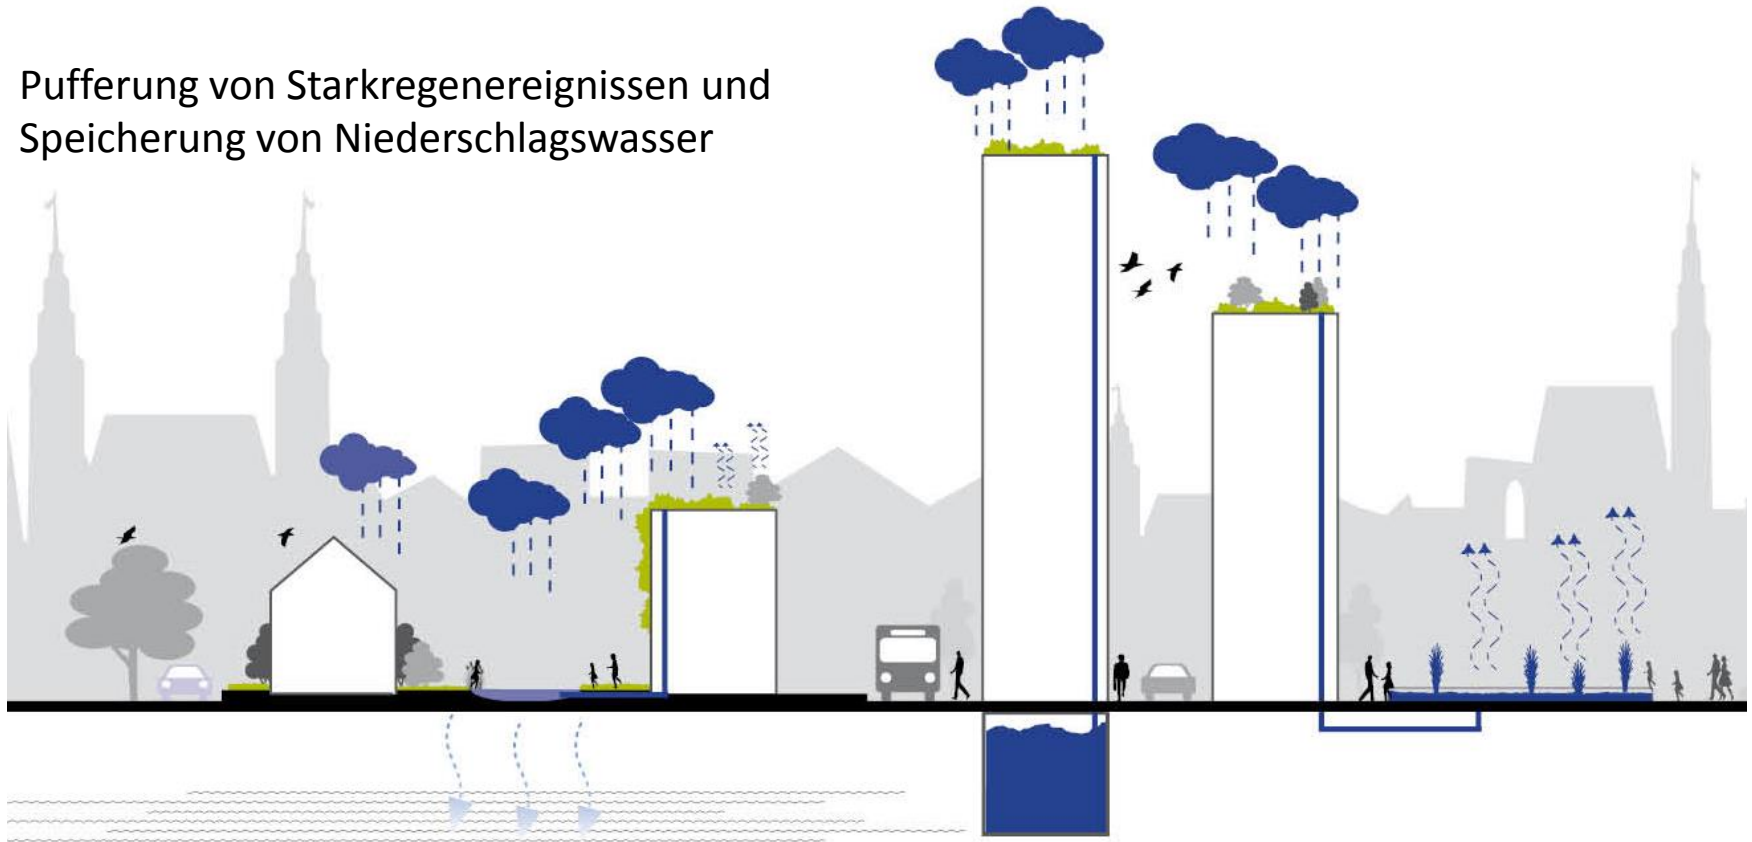 Pufferung von Starkregenereignissen und
Speicherung von Niederschlagswasser